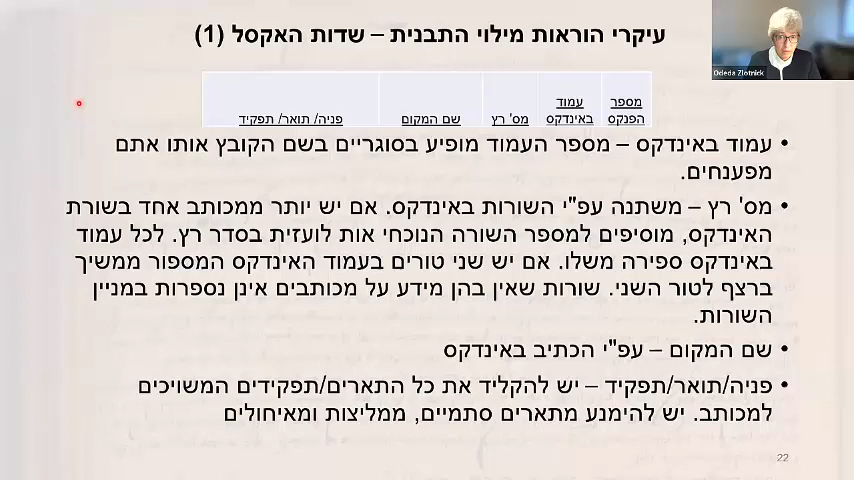 עיקרי הוראות מילוי התבנית – שדות האקסל (1)
Odeda Zlotnick
מספר הפנקס
עמוד באינדקס
מס' רץ
שם המקום
פניה/ תואר/ תפקיד
• עמוד באינדקס – מספר העמוד מופיע בסוגריים בשם הקובץ אותו אתם
מפענחים.
• מס' רץ – משתנה עפ"י השורות באינדקס. אם יש יותר ממכותב אחד בשורת
האינדקס, מוסיפים למספר השורה הנוכחי אות לועזית בסדר רץ. לכל עמוד
באינדקס ספירה משלו. אם יש שני טורים בעמוד האינדקס המספור ממשיך
ברצף לטור השני. שורות שאין בהן מידע על מכותבים אינן נספרות במניין
השורות.
• שם המקום – עפ"י הכתיב באינדקס
• פניה/תואר/תפקיד – יש להקליד את כל התארים/תפקידים המשויכים
למכותב. יש להימנע מתארים סתמיים, ממליצות ומאיחולים
22